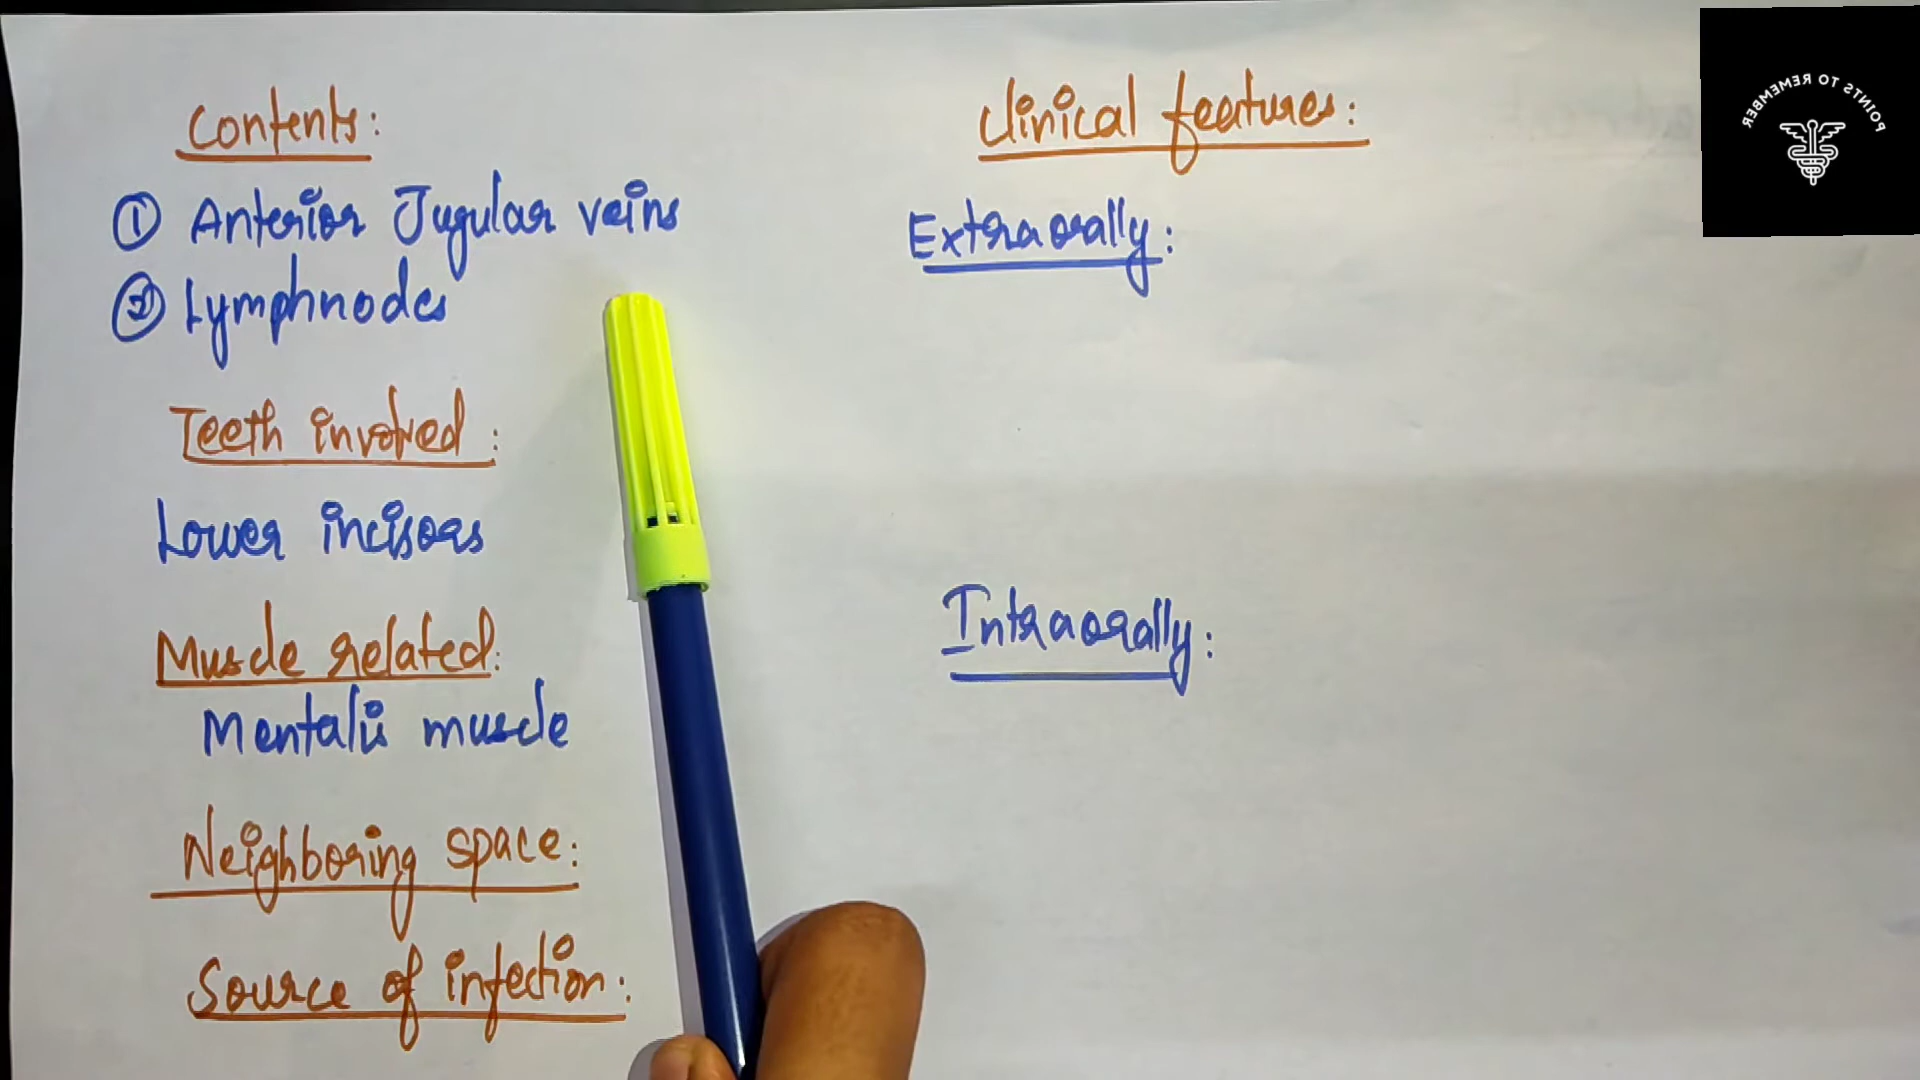 Contents:
① Anterior Jugular veins
② Lymphnodes
Teeth involved:
Lower incisors
Muscle related:
Mentalis muscle
Neighboring space:
Source of infection:
Clinical features:
Extraorally:
Intraorally:
POINTS TO REMEMBER